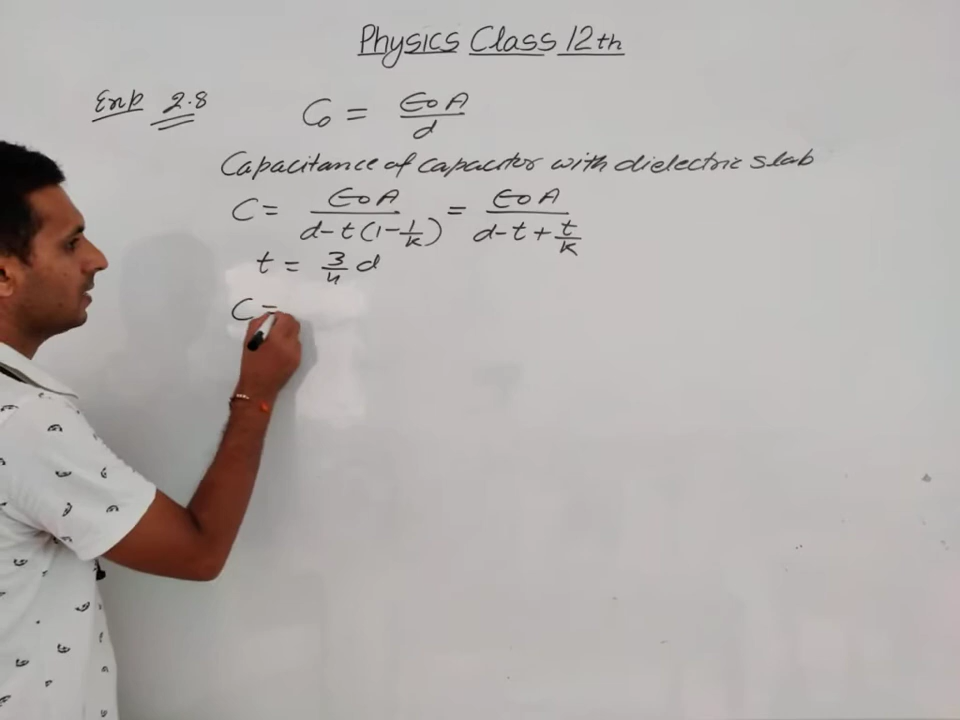 Physics Class 12th
Exp 2.8
C₀ = ε₀A/d
Capacitance of capacitor with dielectric slab
C = ε₀A/(d-t(1-1/K)) = ε₀A/(d-t+t/K)
t = 3/4 d
C =